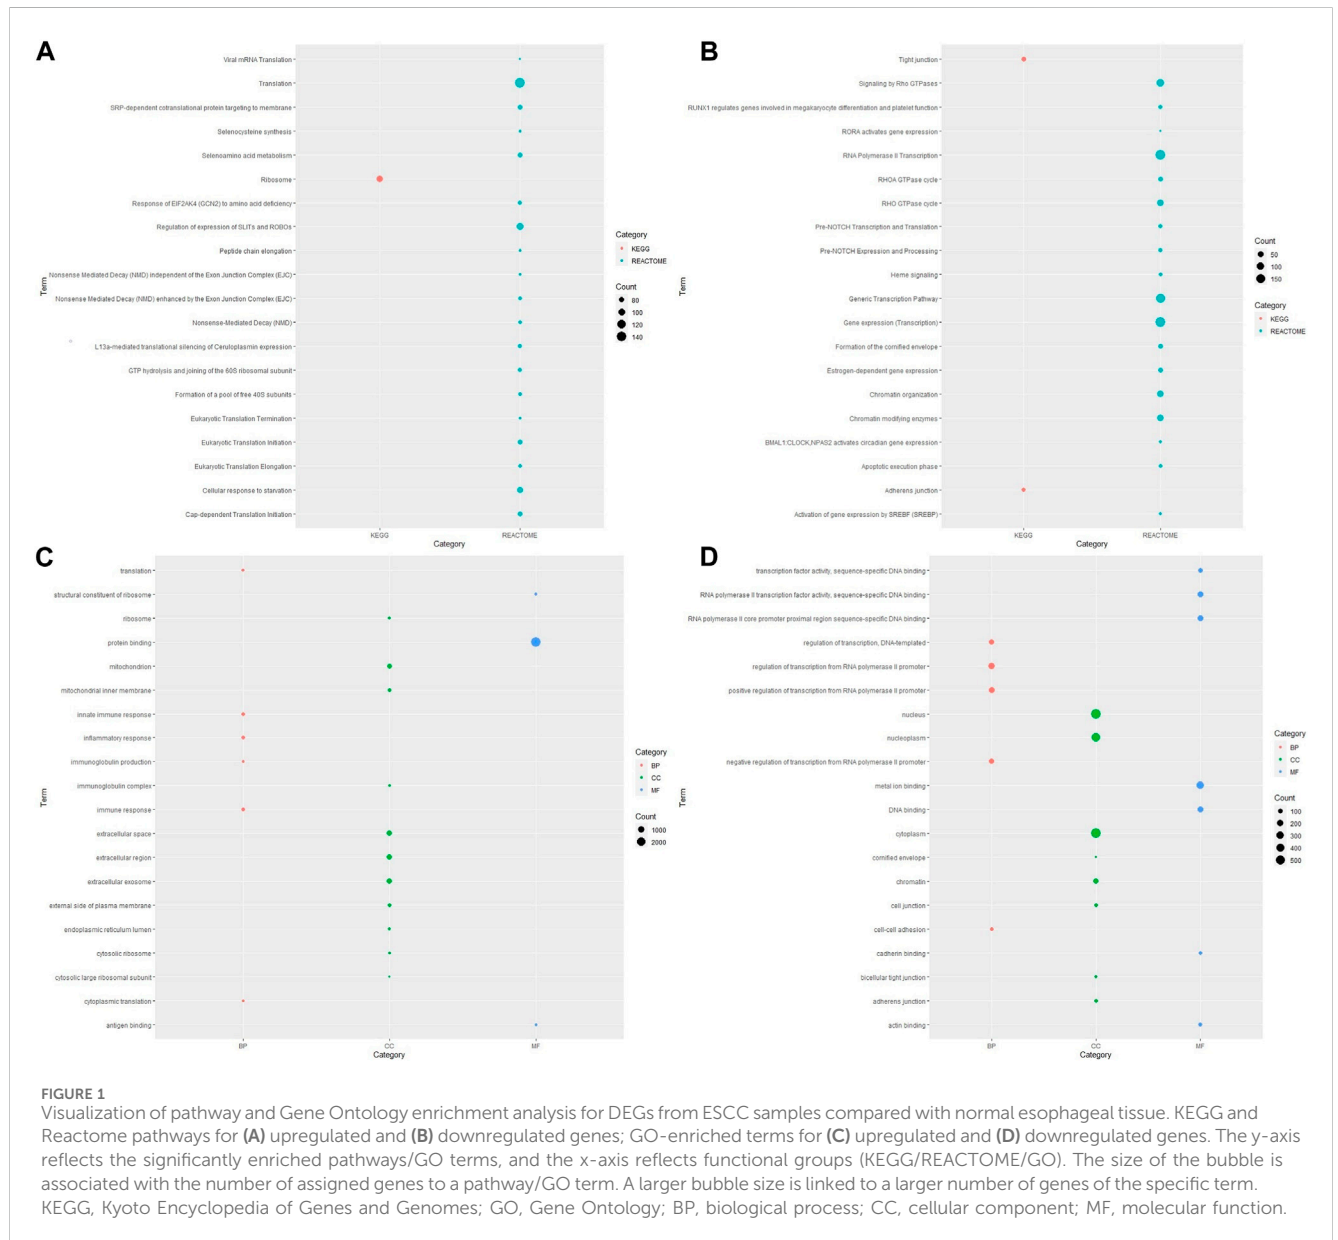 A
Viral mRNA Translation
Translation
SRP-dependent cotranslational protein targeting to membrane
Selenocysteine synthesis
Selenoamino acid metabolism
Ribosome
Response of EIF2AK4 (GCN2) to amino acid deficiency
Regulation of expression of SLITs and ROBOs
Peptide chain elongation
Nonsense Mediated Decay (NMD) independent of the Exon Junction Complex (EJC)
Nonsense Mediated Decay (NMD) enhanced by the Exon Junction Complex (EJC)
Nonsense-Mediated Decay (NMD)
L13a-mediated translational silencing of Ceruloplasmin expression
GTP hydrolysis and joining of the 60S ribosomal subunit
Formation of a pool of free 40S subunits
Eukaryotic Translation Termination
Eukaryotic Translation Initiation
Eukaryotic Translation Elongation
Cellular response to starvation
Cap-dependent Translation Initiation
Term
KEGG
REACTOME
Category
Category
KEGG
REACTOME
Count
80
100
120
140
B
Tight junction
Signaling by Rho GTPases
RUNX1 regulates genes involved in megakaryocyte differentiation and platelet function
RORA activates gene expression
RNA Polymerase II Transcription
RHOA GTPase cycle
RHO GTPase cycle
Pre-NOTCH Transcription and Translation
Pre-NOTCH Expression and Processing
Heme signaling
Generic Transcription Pathway
Gene expression (Transcription)
Formation of the cornified envelope
Estrogen-dependent gene expression
Chromatin organization
Chromatin modifying enzymes
BMAL1:CLOCK,NPAS2 activates circadian gene expression
Apoptotic execution phase
Adherens junction
Activation of gene expression by SREBF (SREBP)
Term
KEGG
REACTOME
Category
Count
50
100
150
Category
KEGG
REACTOME
C
translation
structural constituent of ribosome
ribosome
protein binding
mitochondrion
mitochondrial inner membrane
innate immune response
inflammatory response
immunoglobulin production
immunoglobulin complex
immune response
extracellular space
extracellular region
extracellular exosome
external side of plasma membrane
endoplasmic reticulum lumen
cytosolic ribosome
cytosolic large ribosomal subunit
cytoplasmic translation
antigen binding
Term
BP
CC
MF
Category
Category
BP
CC
MF
Count
1000
2000
D
transcription factor activity, sequence-specific DNA binding
RNA polymerase II transcription factor activity, sequence-specific DNA binding
RNA polymerase II core promoter proximal region sequence-specific DNA binding
regulation of transcription, DNA-templated
regulation of transcription from RNA polymerase II promoter
positive regulation of transcription from RNA polymerase II promoter
nucleus
nucleoplasm
negative regulation of transcription from RNA polymerase II promoter
metal ion binding
DNA binding
cytoplasm
cornified envelope
chromatin
cell junction
cell-cell adhesion
cadherin binding
bicellular tight junction
adherens junction
actin binding
Term
BP
CC
MF
Category
Category
BP
CC
MF
Count
100
200
300
400
500
FIGURE 1
Visualization of pathway and Gene Ontology enrichment analysis for DEGs from ESCC samples compared with normal esophageal tissue. KEGG and
Reactome pathways for (A) upregulated and (B) downregulated genes; GO-enriched terms for (C) upregulated and (D) downregulated genes. The y-axis
reflects the significantly enriched pathways/GO terms, and the x-axis reflects functional groups (KEGG/REACTOME/GO). The size of the bubble is
associated with the number of assigned genes to a pathway/GO term. A larger bubble size is linked to a larger number of genes of the specific term.
KEGG, Kyoto Encyclopedia of Genes and Genomes; GO, Gene Ontology; BP, biological process; CC, cellular component; MF, molecular function.